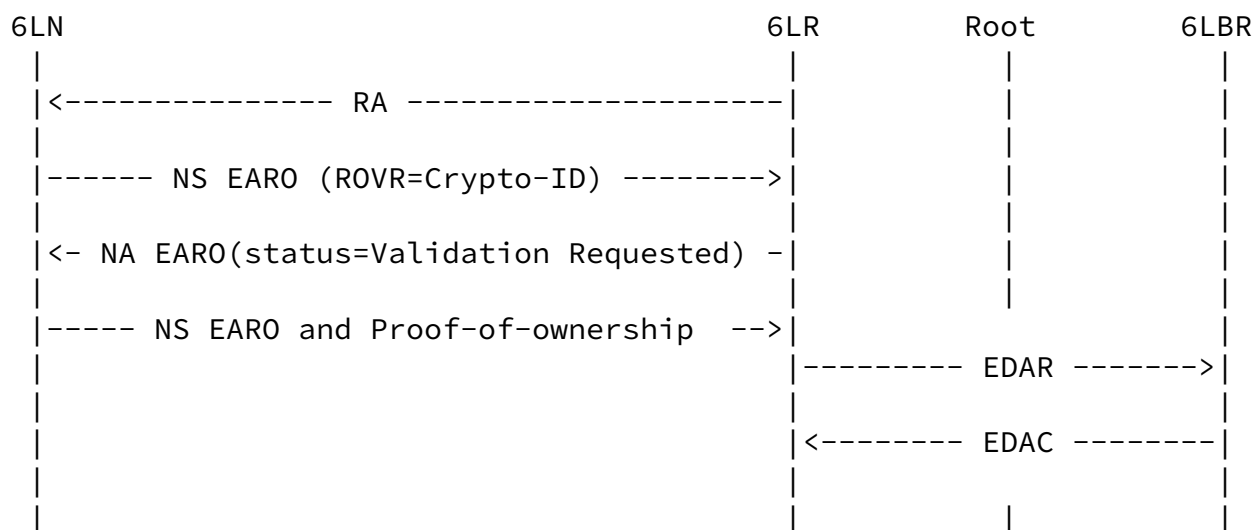 6LN 6LR Root 6LBR
<--------------- RA ---------------------
------ NS EARO (ROVR=Crypto-ID) -------->
<- NA EARO(status=Validation Requested) -
----- NS EARO and Proof-of-ownership -->
--------- EDAR ------->
<-------- EDAC --------